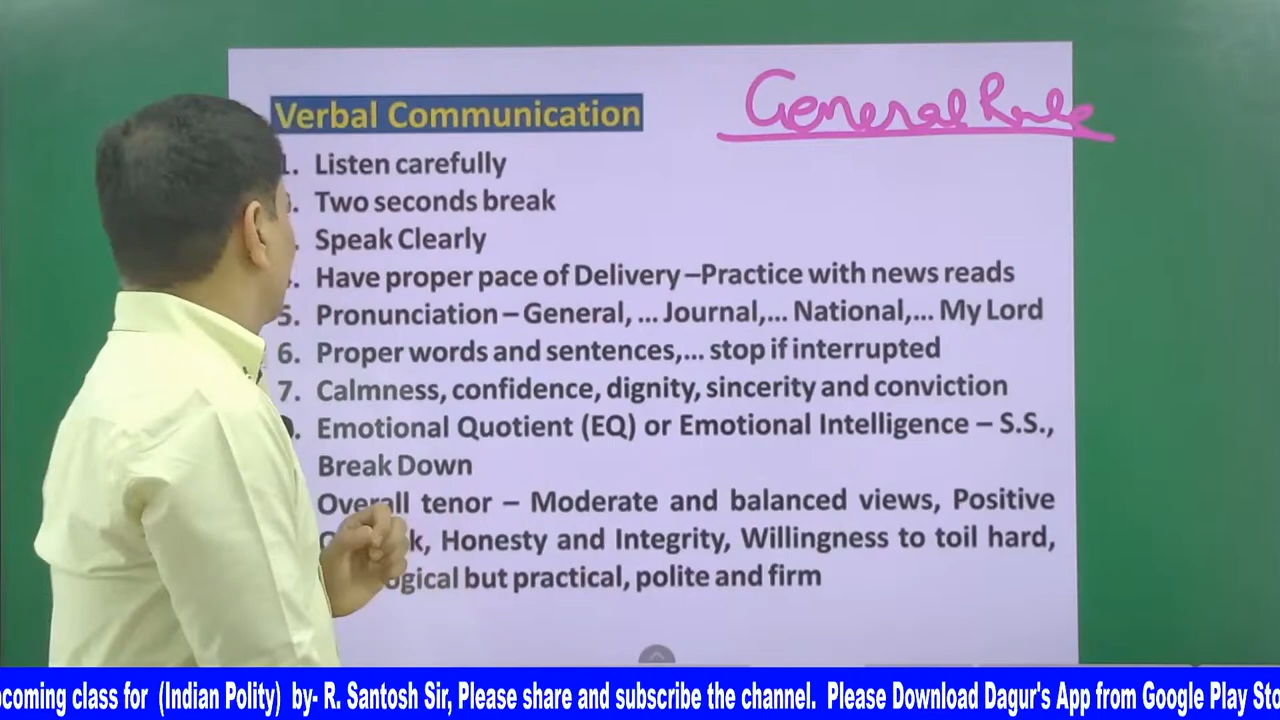 Verbal Communication
General Rule
1. Listen carefully
Two seconds break
Speak Clearly
Have proper pace of Delivery – Practice with news reads
5. Pronunciation – General, ... Journal,... National,... My Lord
6. Proper words and sentences,... stop if interrupted
7. Calmness, confidence, dignity, sincerity and conviction
Emotional Quotient (EQ) or Emotional Intelligence – S.S.,
Break Down
Overall tenor – Moderate and balanced views, Positive
Honesty and Integrity, Willingness to toil hard,
but practical, polite and firm
class for (Indian Polity) by- R. Santosh Sir, Please share and subscribe the channel. Please Download Dagur's App from Google Play